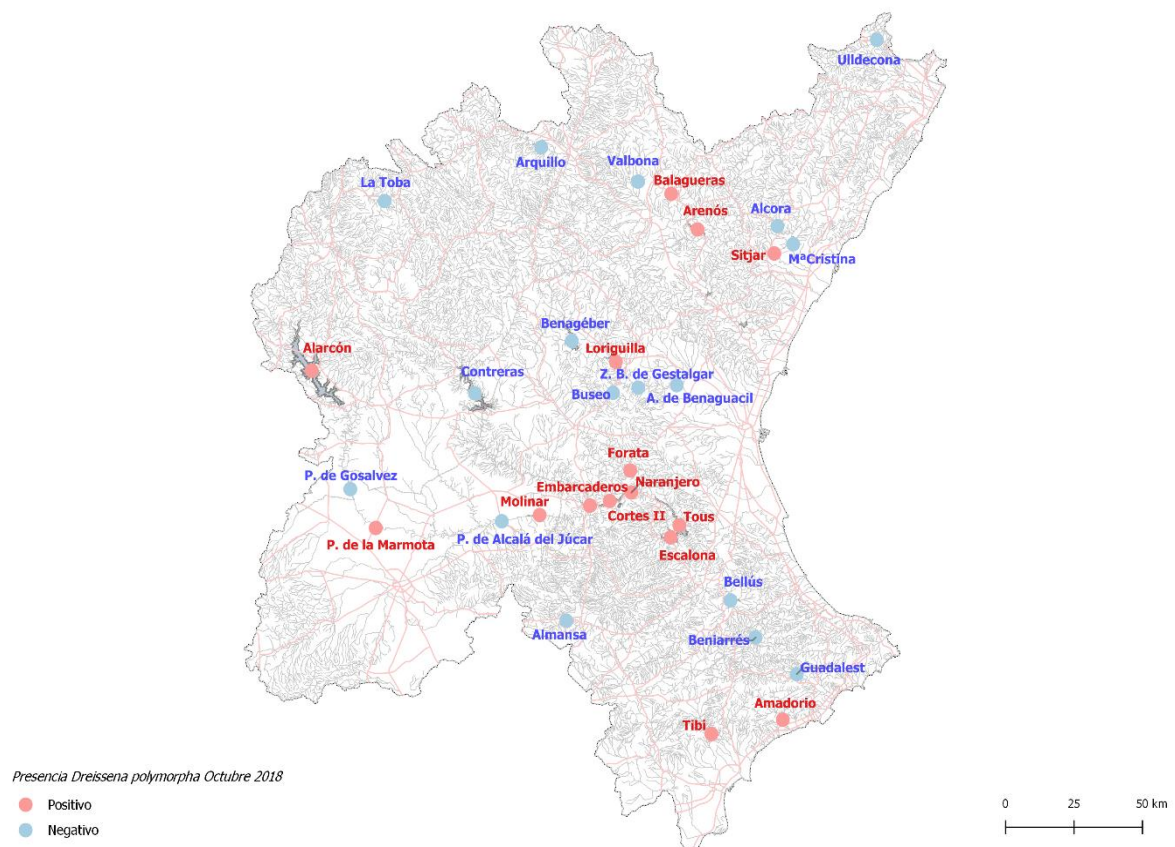 Ulldecona
Arquillo
Valbona
La Toba
Balagueras
Arenós
Alcora
Sitjar
MªCristina
Benagéber
Alarcón
Loriguilla
Contreras
Z. B. de Gestalgar
Buseo
A. de Benaguacil
Forata
P. de Gosalvez
Naranjero
Embarcaderos
Molinar
Cortes II
Tous
P. de la Marmota
P. de Alcalá del Júcar
Escalona
Bellús
Almansa
Beniarrés
Guadalest
Amadorio
Tibi
Presencia Dreissena polymorpha Octubre 2018
Positivo
Negativo
0 25 50 km